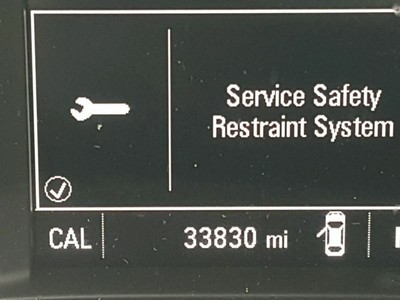 Service Safety
Restraint System
CAL 33830 mi